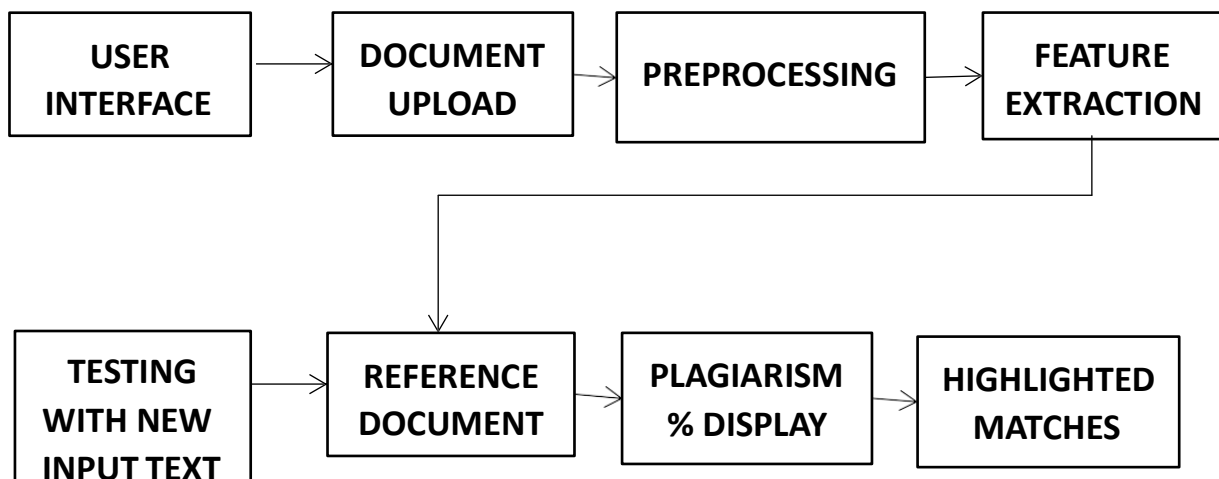 USER
INTERFACE
DOCUMENT
UPLOAD
PREPROCESSING
FEATURE
EXTRACTION
TESTING
WITH NEW
INPUT TEXT
REFERENCE
DOCUMENT
PLAGIARISM
% DISPLAY
HIGHLIGHTED
MATCHES